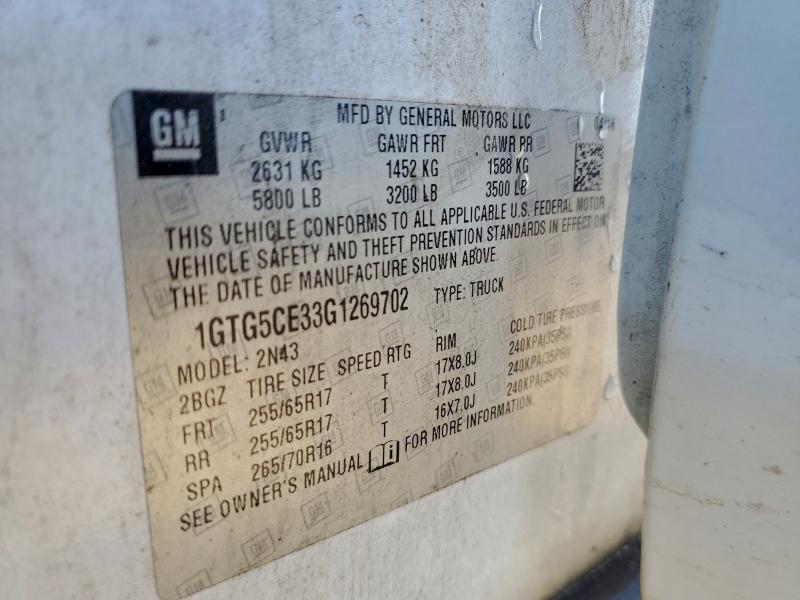 GM
MFD BY GENERAL MOTORS LLC 04/16
GVWR GAWR FRT GAWR RR
2631 KG 1452 KG 1588 KG
5800 LB 3200 LB 3500 LB
THIS VEHICLE CONFORMS TO ALL APPLICABLE U.S. FEDERAL MOTOR
VEHICLE SAFETY AND THEFT PREVENTION STANDARDS IN EFFECT ON
THE DATE OF MANUFACTURE SHOWN ABOVE.
1GTG5CE33G1269702 TYPE: TRUCK
MODEL: 2N43
2BGZ TIRE SIZE SPEED RTG RIM COLD TIRE PRESSURE
FRT 255/65R17 T 17X8.0J 240KPA(35PSI)
RR 255/65R17 T 17X8.0J 240KPA(35PSI)
SPA 265/70R16 T 16X7.0J 240KPA(35PSI)
SEE OWNER'S MANUAL FOR MORE INFORMATION.